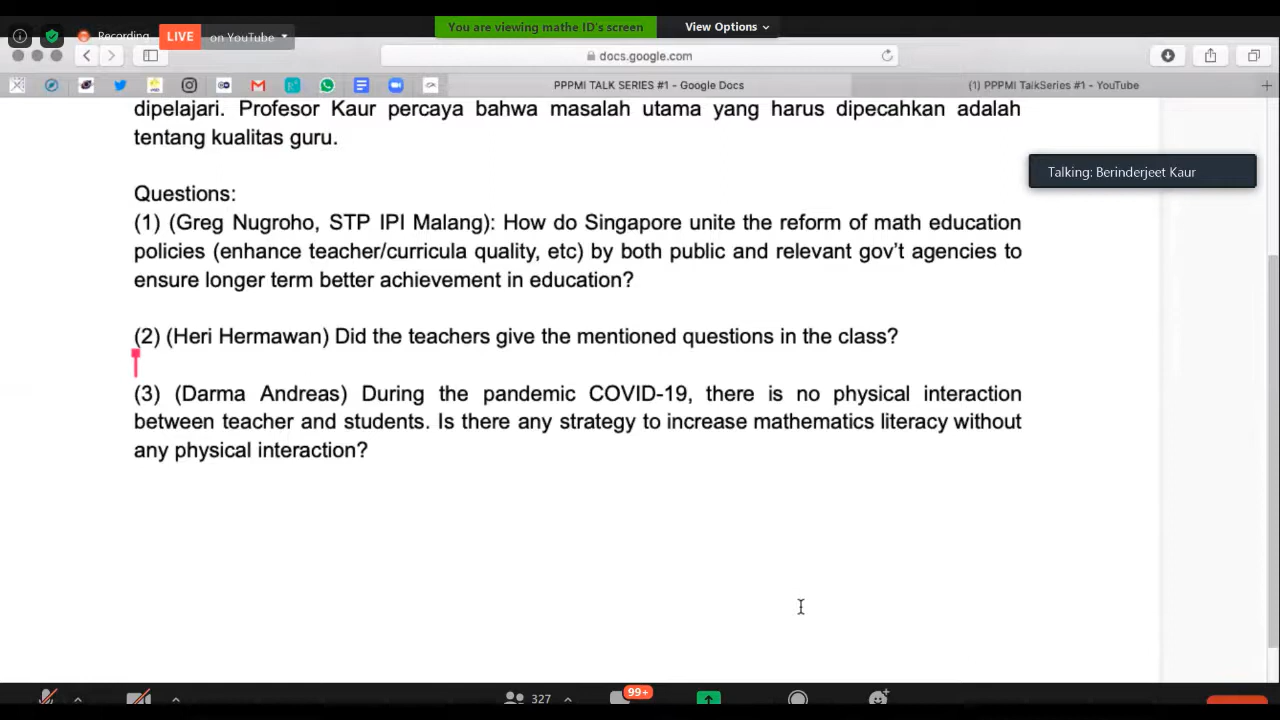 You are viewing mathe ID's screen
View Options
Recording
LIVE
on YouTube
docs.google.com
PPPMI TALK SERIES #1 - Google Docs
(1) PPPMI TalkSeries #1 - YouTube
dipelajari. Profesor Kaur percaya bahwa masalah utama yang harus dipecahkan adalah
tentang kualitas guru.
Talking: Berinderjeet Kaur
Questions:
(1) (Greg Nugroho, STP IPI Malang): How do Singapore unite the reform of math education
policies (enhance teacher/curricula quality, etc) by both public and relevant gov't agencies to
ensure longer term better achievement in education?
(2) (Heri Hermawan) Did the teachers give the mentioned questions in the class?
(3) (Darma Andreas) During the pandemic COVID-19, there is no physical interaction
between teacher and students. Is there any strategy to increase mathematics literacy without
any physical interaction?
327
99+